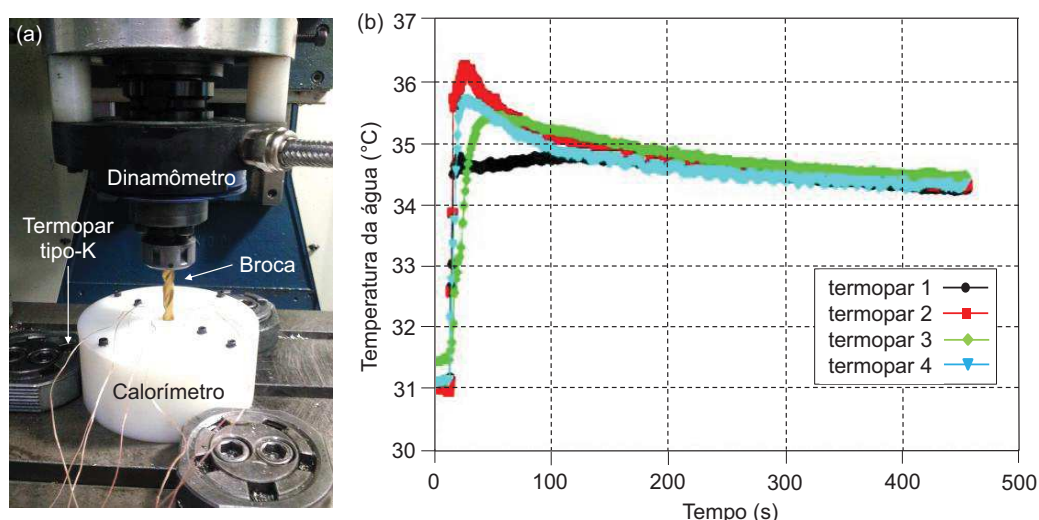 (a)
Dinamômetro
Termopar
tipo-K
Broca
Calorímetro
(b)
Temperatura da água (°C)
37
36
35
34
33
32
31
30
0
100
200
300
400
500
Tempo (s)
termopar 1
termopar 2
termopar 3
termopar 4